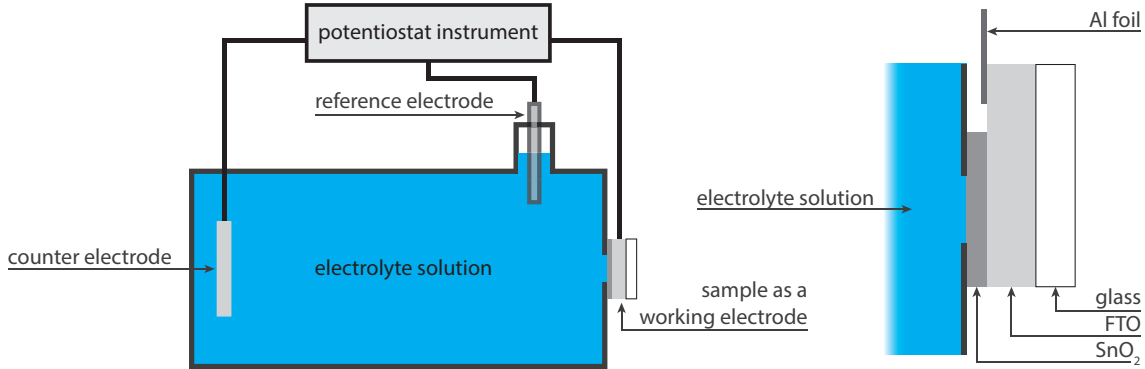 potentiostat instrument
reference electrode
counter electrode
electrolyte solution
sample as a
working electrode
Al foil
electrolyte solution
glass
FTO
SnO₂